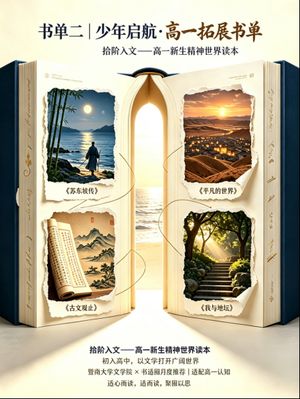 书单二｜少年启航·高一拓展书单
拾阶入文——高一新生精神世界读本
《苏东坡传》
《平凡的世界》
《古文观止》
《我与地坛》
拾阶入文——高一新生精神世界读本
初入高中，以文字打开广阔世界
暨南大学文学院 × 书适丽月度推荐｜适配高一认知
适心而读，适而读，聚丽以思